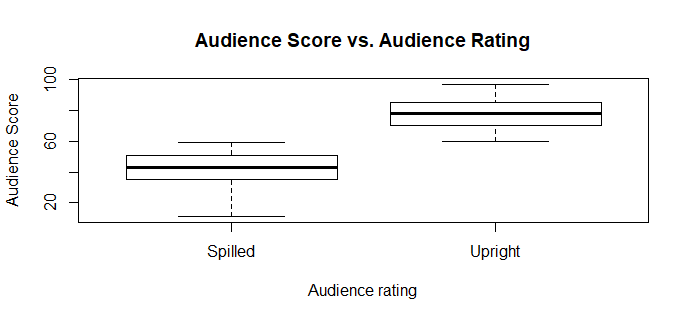 Audience Score vs. Audience Rating
Audience Score
100
60
20
Spilled
Upright
Audience rating